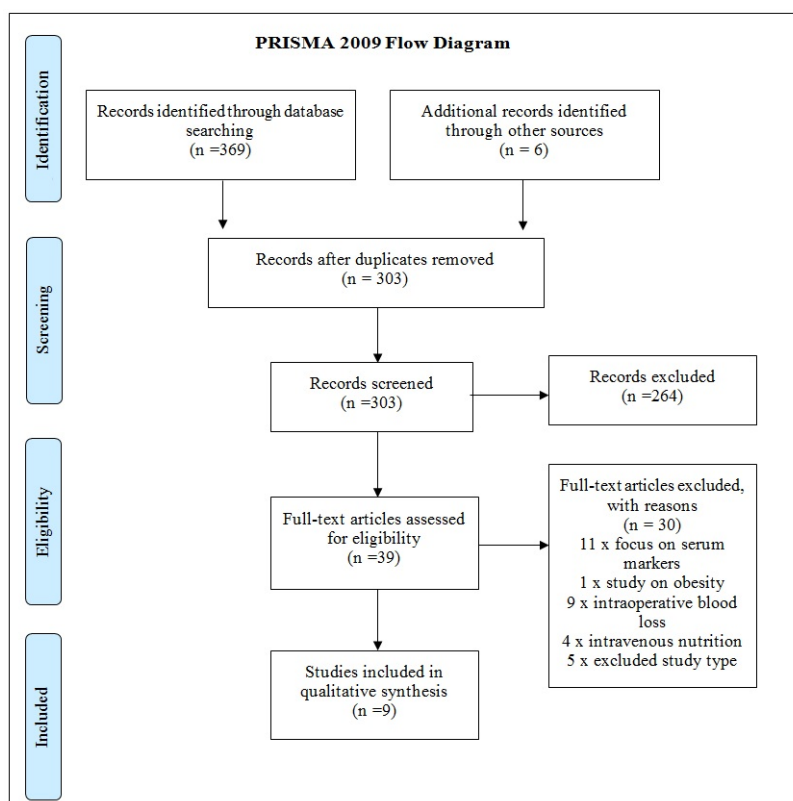 PRISMA 2009 Flow Diagram
Identification
Records identified through database
searching
(n =369)
Additional records identified
through other sources
(n = 6)
Screening
Records after duplicates removed
(n = 303)
Records screened
(n =303)
Records excluded
(n =264)
Eligibility
Full-text articles assessed
for eligibility
(n =39)
Full-text articles excluded,
with reasons
(n = 30)
11 x focus on serum
markers
1 x study on obesity
9 x intraoperative blood
loss
4 x intravenous nutrition
5 x excluded study type
Included
Studies included in
qualitative synthesis
(n =9)